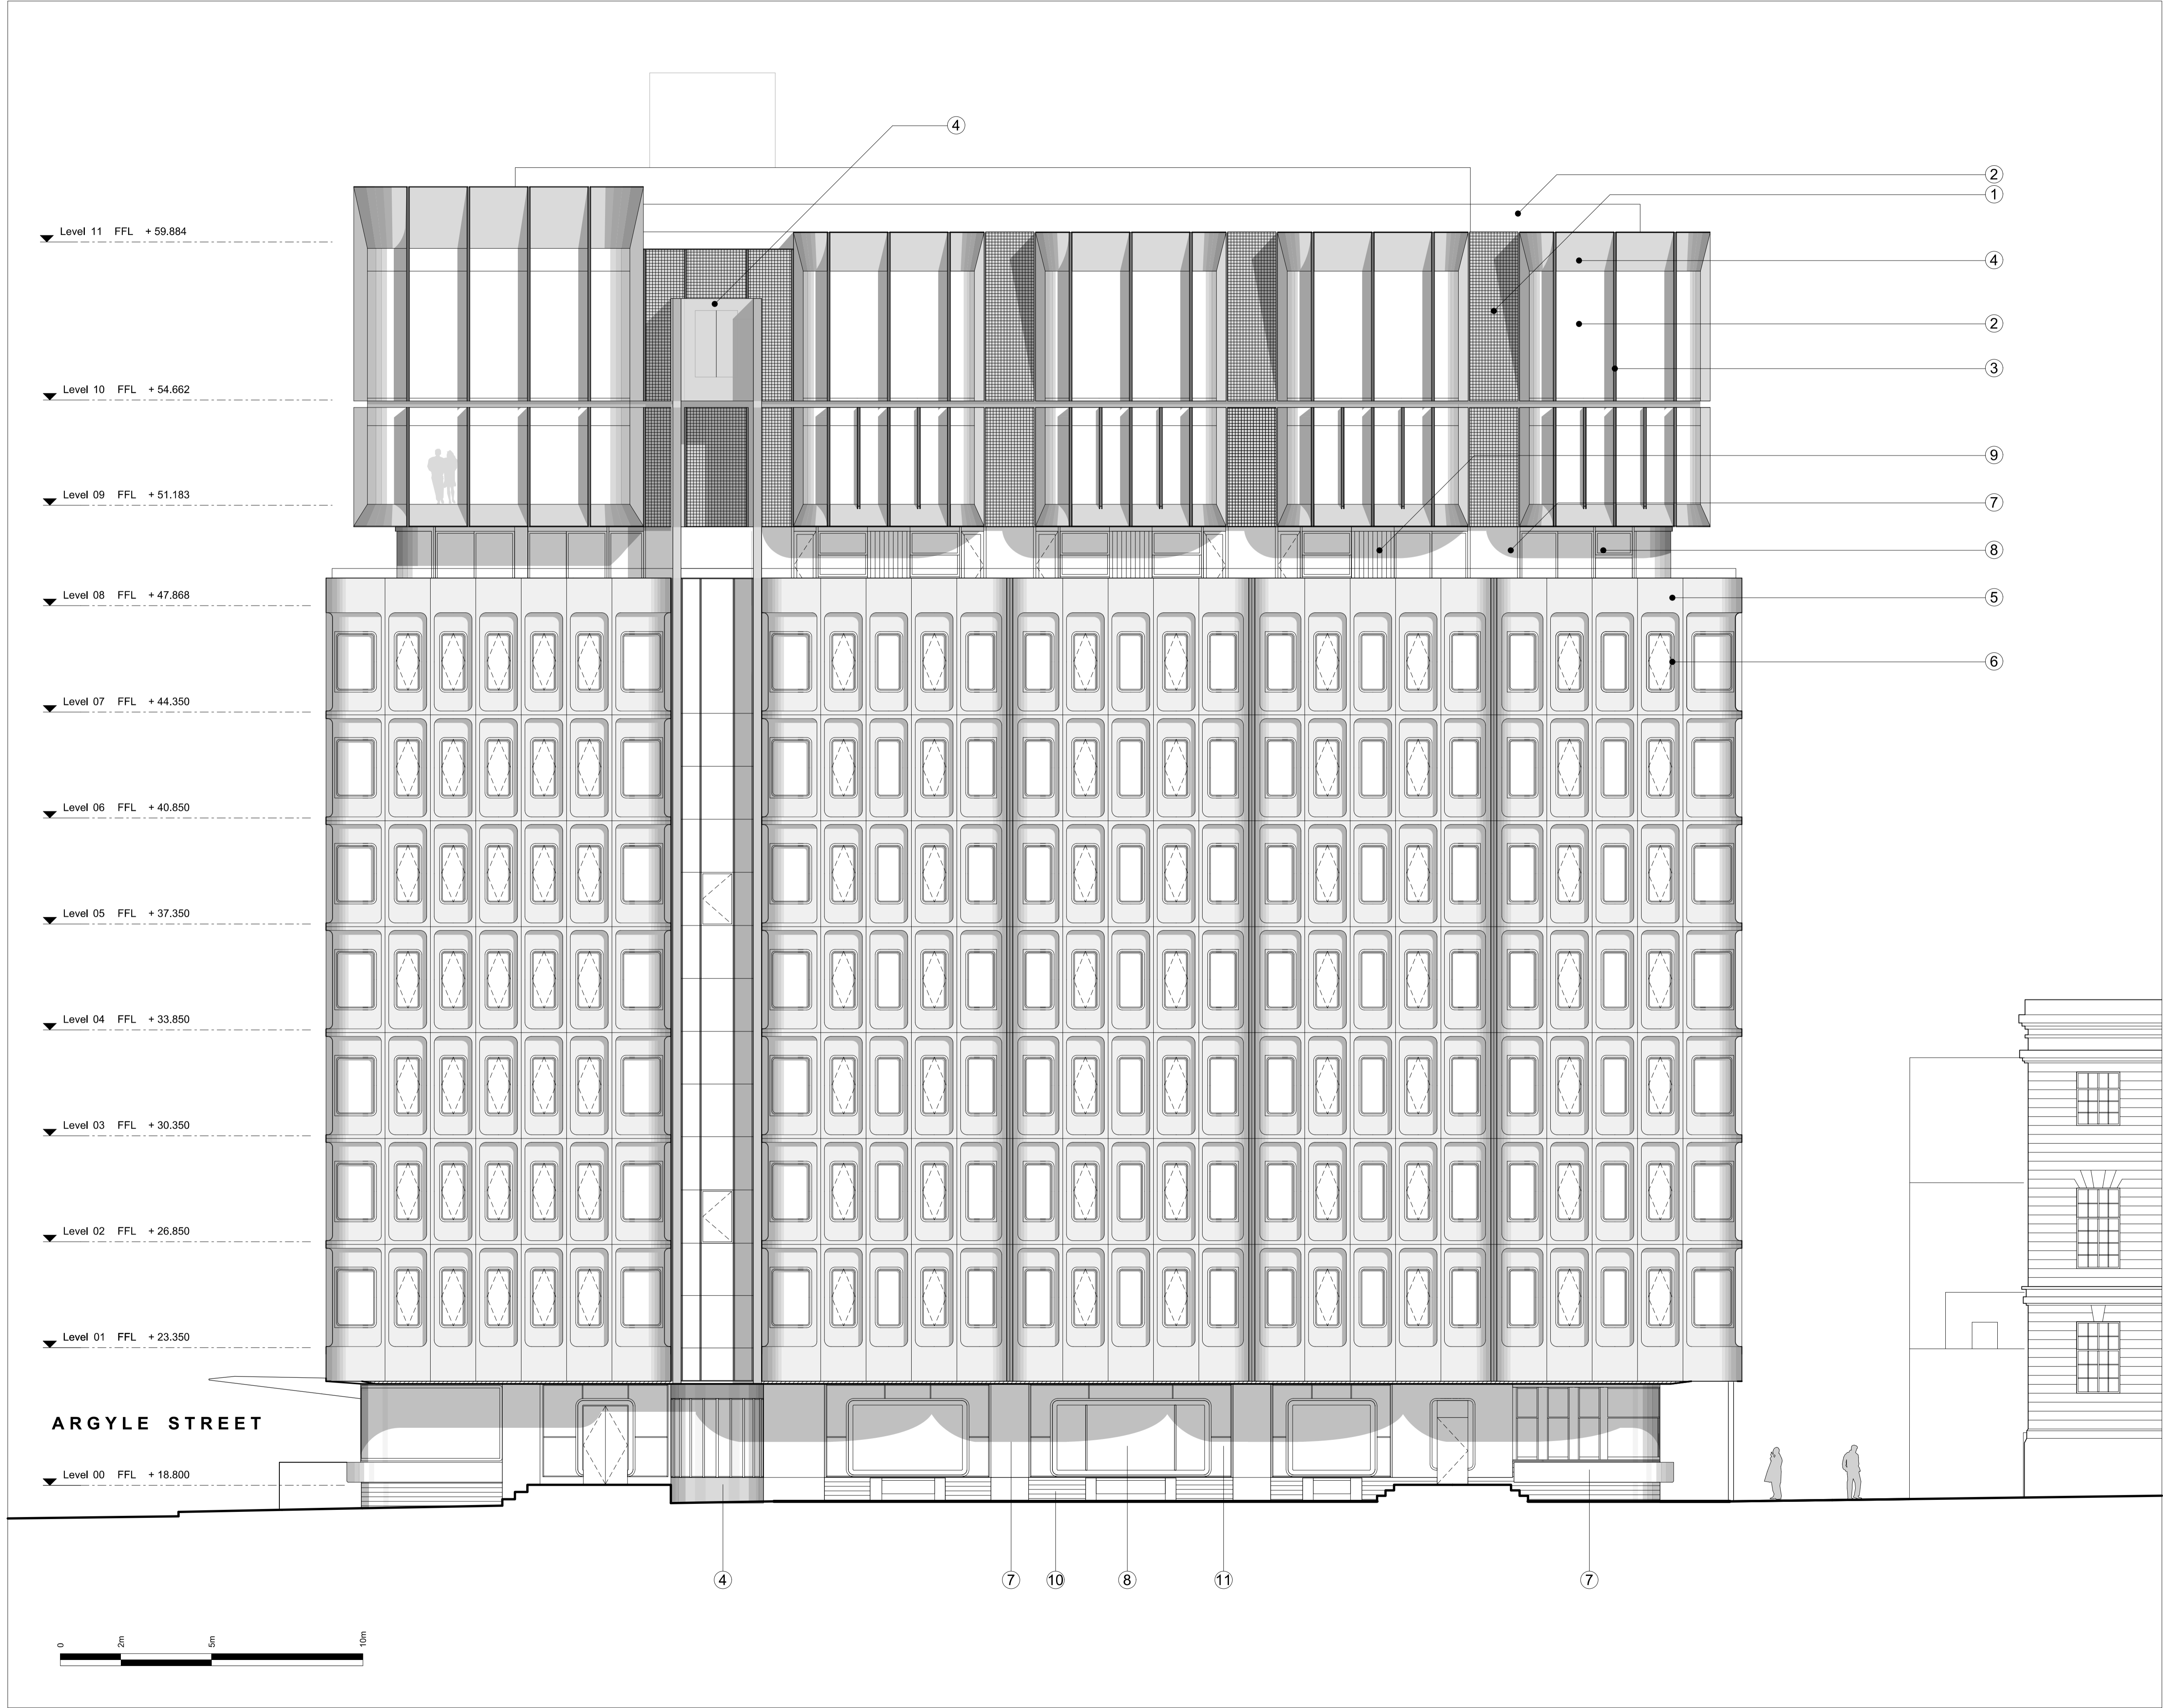 4
2
1
Level 11 FFL + 59.884
4
2
3
Level 10 FFL + 54.662
9
Level 09 FFL + 51.183
7
8
Level 08 FFL + 47.868
5
6
Level 07 FFL + 44.350
Level 06 FFL + 40.850
Level 05 FFL + 37.350
Level 04 FFL + 33.850
Level 03 FFL + 30.350
Level 02 FFL + 26.850
Level 01 FFL + 23.350
ARGYLE STREET
Level 00 FFL + 18.800
4 7 10 8 11 7
0 2m 5m 10m